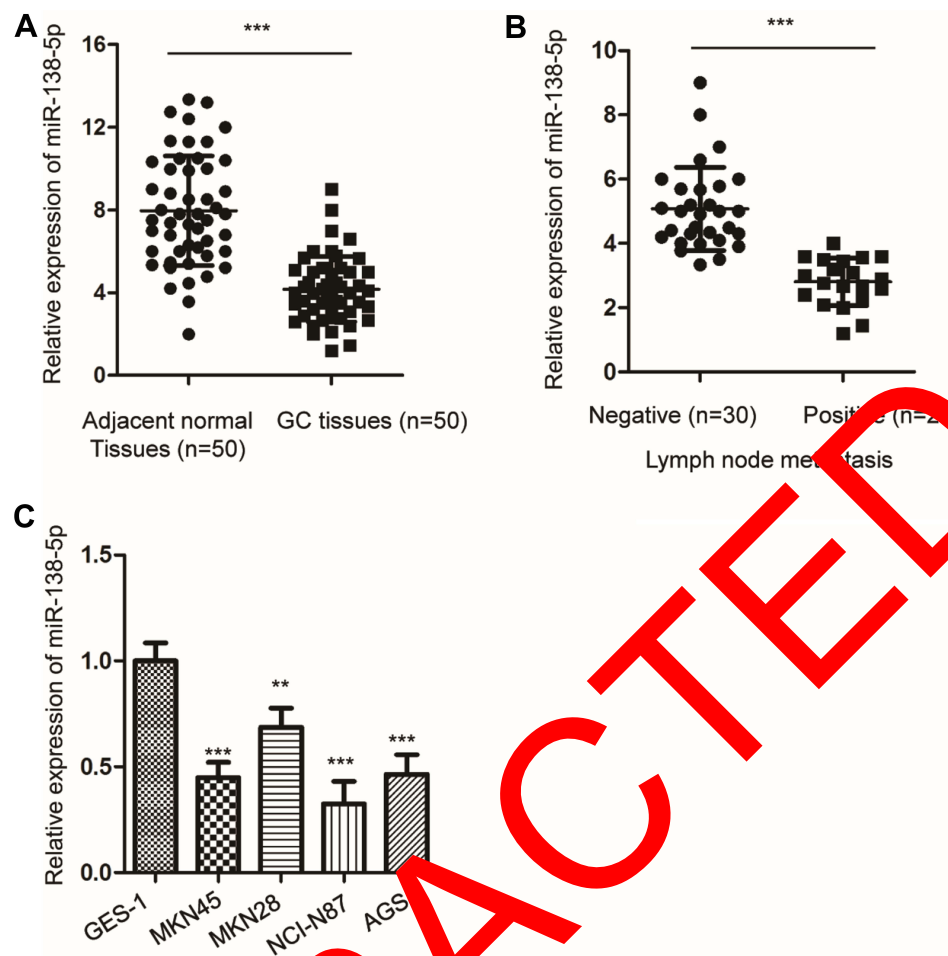 A
Relative expression of miR-138-5p
16
12
8
4
0
***
Adjacent normal
Tissues (n=50)
GC tissues (n=50)
B
Relative expression of miR-138-5p
10
8
6
4
2
0
***
Negative (n=30)
Lymph node metastasis
C
Relative expression of miR-138-5p
1.5
1.0
0.5
0.0
***
**
***
***
GES-1
MKN45
MKN28
NCI-N87
AGS
ACTED